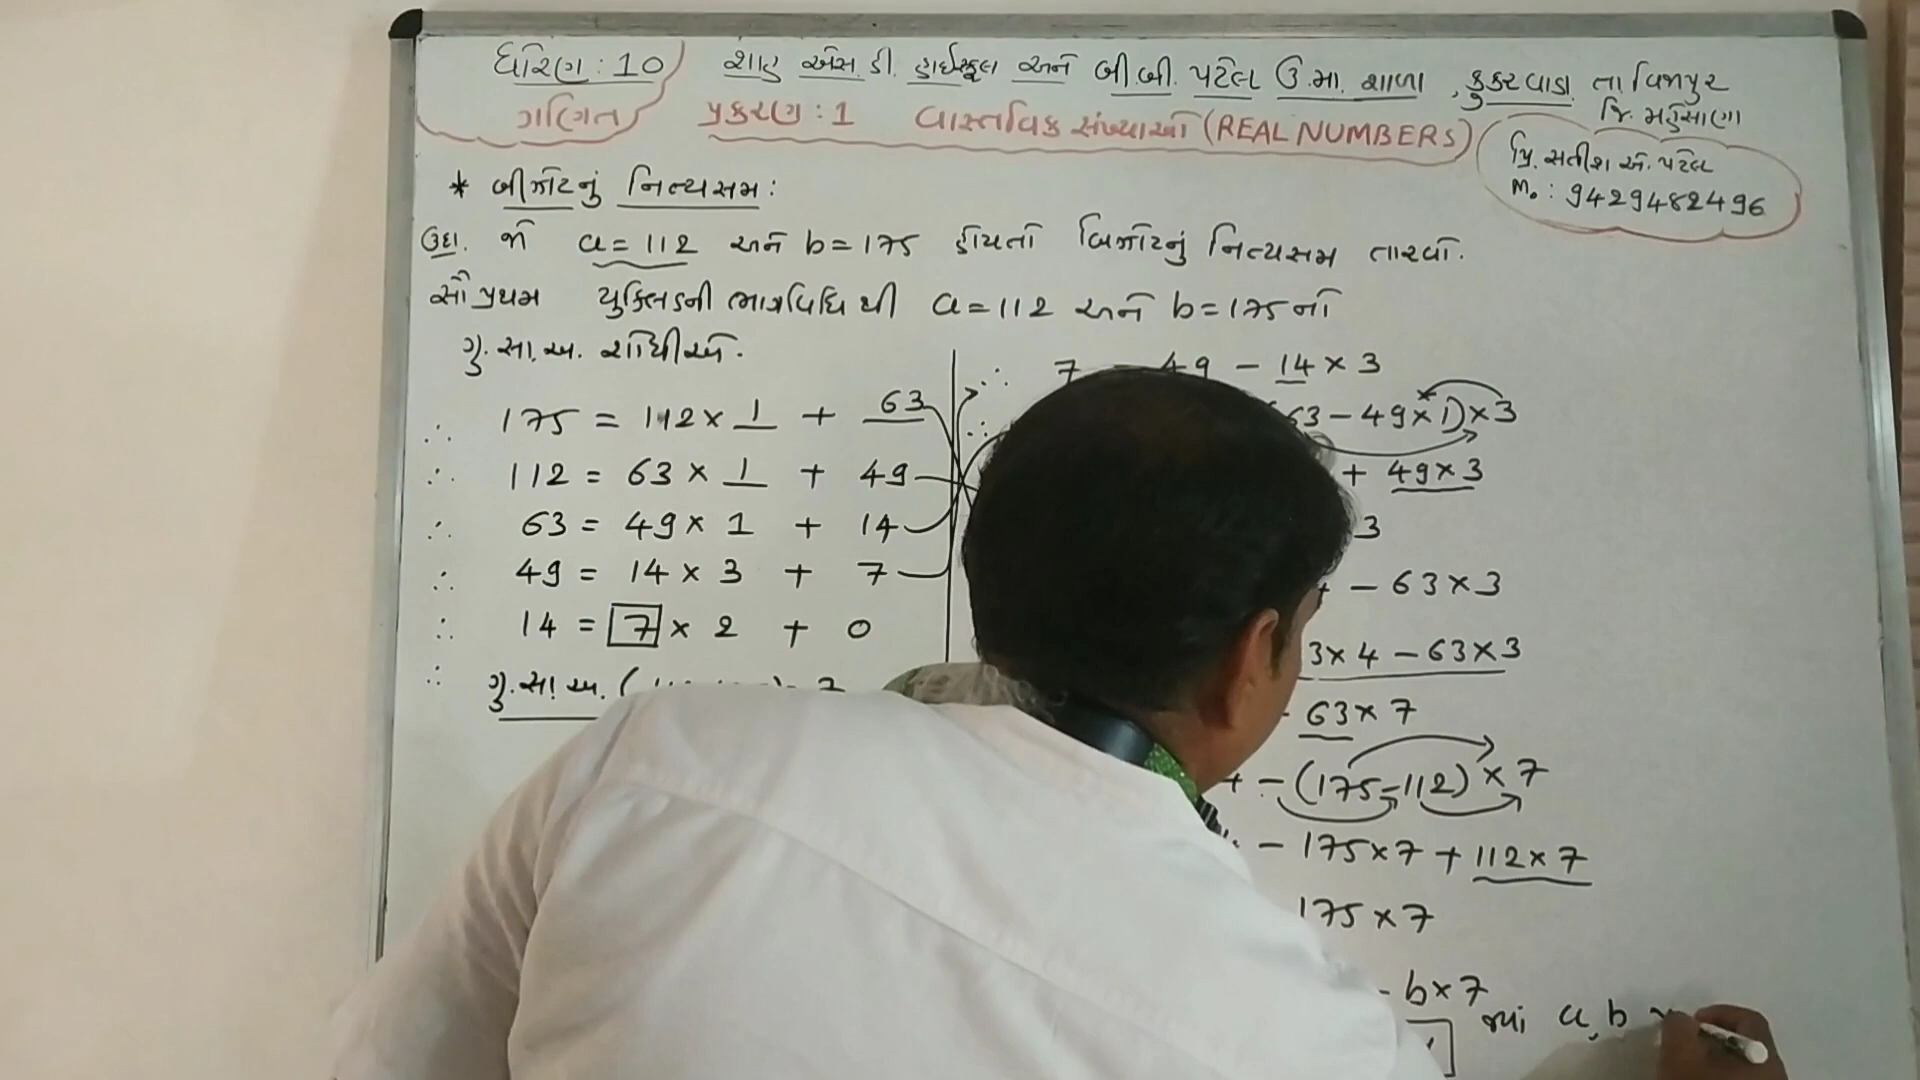 ધોરણ : 10 શાહ એસ.ડી. હાઈસ્કૂલ અને બી.બી. પટેલ ઉ.મા. શાળા , કુકરવાડા તા. વિજાપુર
જિ. મહેસાણા
ગણિત પ્રકરણ : 1 વાસ્તવિક સંખ્યાઓ (REAL NUMBERS)
પ્રિ. સતીશ એ. પટેલ
M. : 9429482496
* બીઝોટનું નિત્યસમ :
ઉદા. જો a = 112 અને b = 175 હોયતો બિઝોટનું નિત્યસમ તારવો.
સૌ પ્રથમ યુક્લિડની ભાગવિધિ થી a = 112 અને b = 175 નો
ગુ.સા.અ. શોધીએ.
∴ 175 = 112 × 1 + 63
∴ 112 = 63 × 1 + 49
∴ 63 = 49 × 1 + 14
∴ 49 = 14 × 3 + 7
∴ 14 = 7 × 2 + 0
∴ ગુ.સા.અ. (
∴ 7 = 49 - 14 × 3
∴ 63 - 49 × 1) × 3
+ 49 × 3
3
- 63 × 3
3 × 4 - 63 × 3
- 63 × 7
- (175 - 112) × 7
- 175 × 7 + 112 × 7
175 × 7
- b × 7
જ્યાં a, b